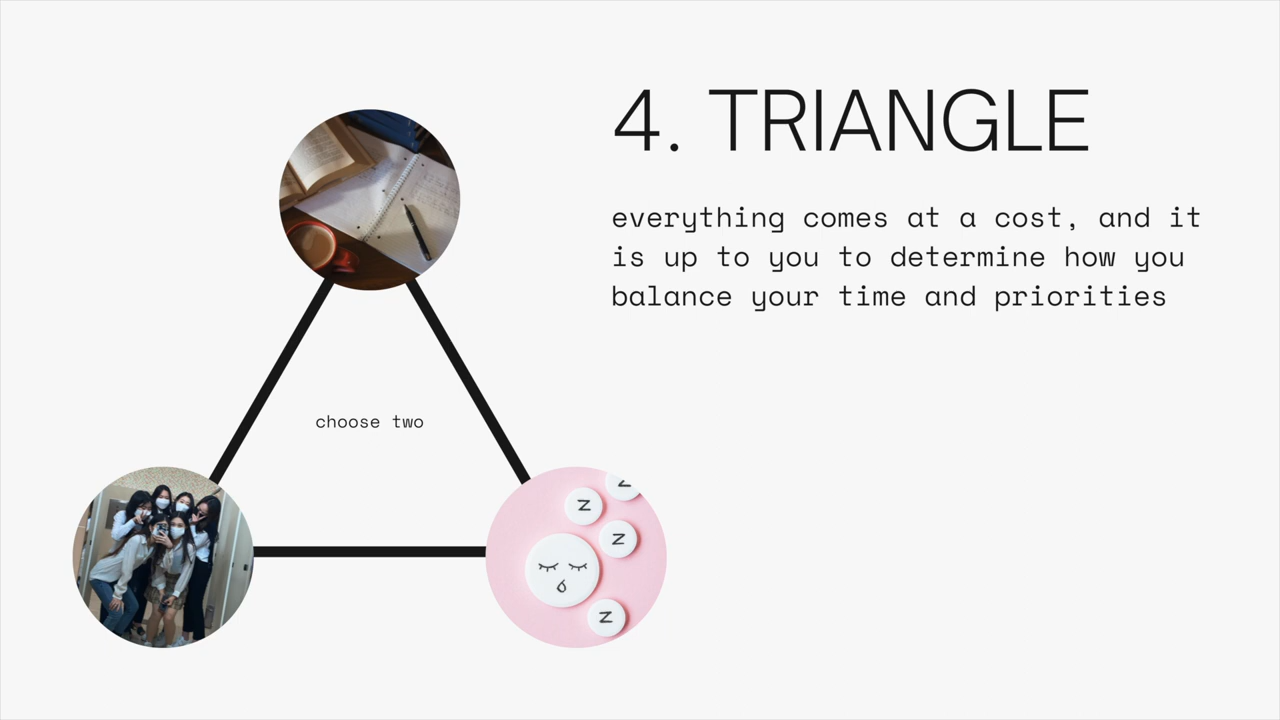 4. TRIANGLE
everything comes at a cost, and it
is up to you to determine how you
balance your time and priorities
choose two
z
z
z
z